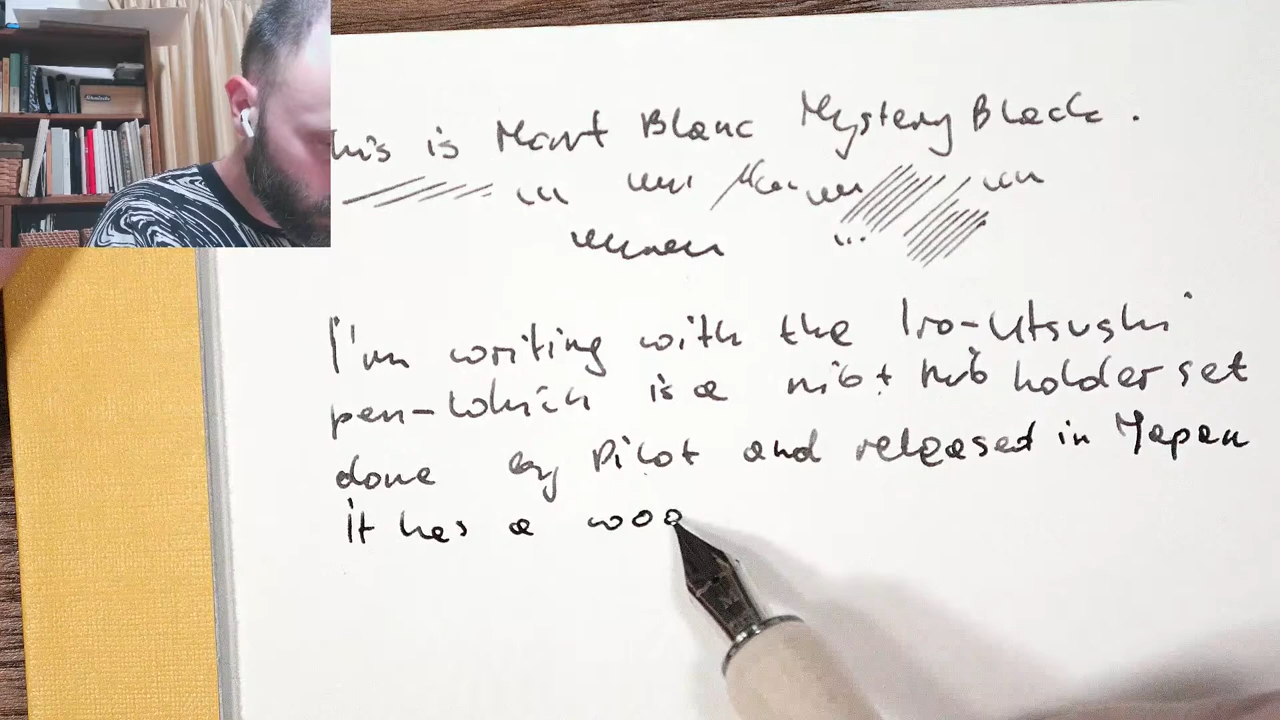 his is Mont Blanc Mystery Black.
I'm writing with the Iro-Utsushi
pen-which is a nib + nib holder set
done by Pilot and released in Japan
it has a woo